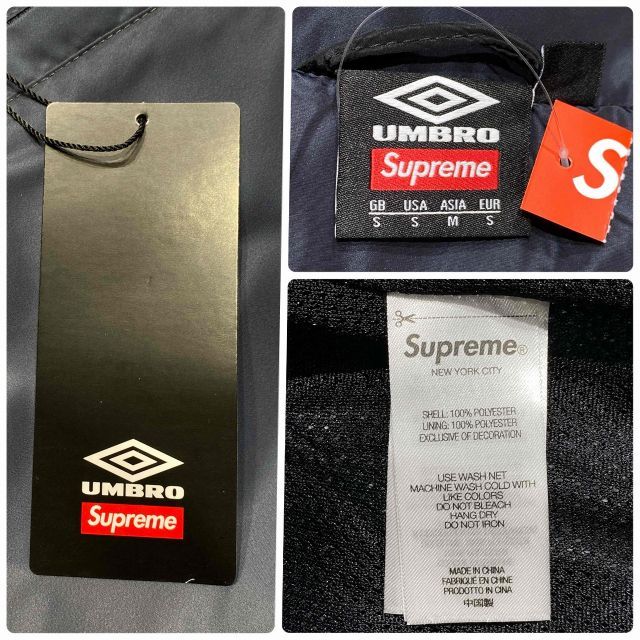 UMBRO
Supreme
UMBRO
Supreme
GB USA ASIA EUR
S S M S
S
Supreme®
NEW YORK CITY
SHELL: 100% POLYESTER
LINING: 100% POLYESTER
EXCLUSIVE OF DECORATION
USE WASH NET
MACHINE WASH COLD WITH
LIKE COLORS
DO NOT BLEACH
HANG DRY
DO NOT IRON
MADE IN CHINA
FABRIQUÉ EN CHINE
PRODOTTO IN CINA
中国製